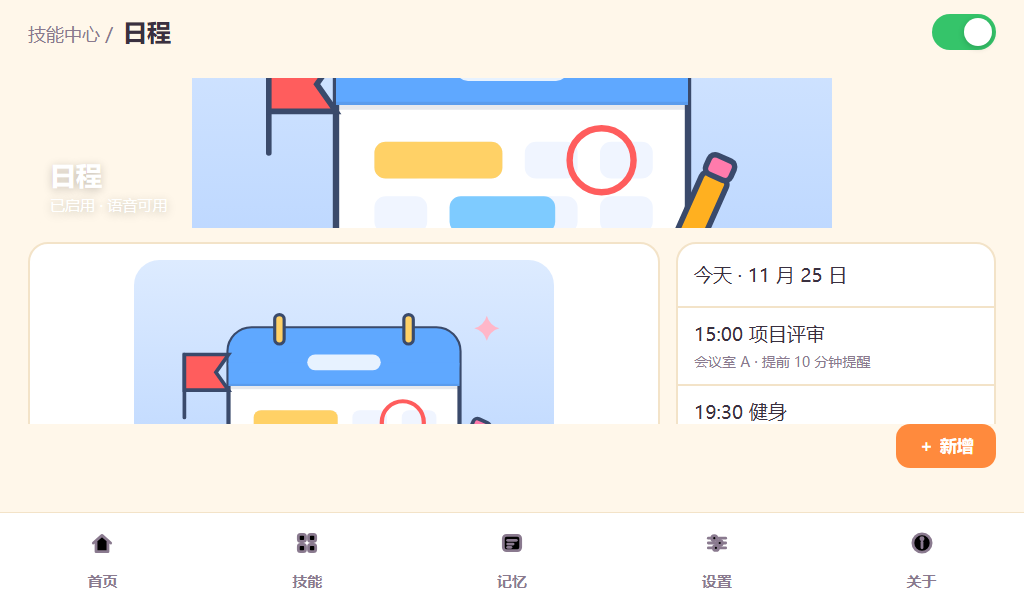 技能中心 / 日程
日程
已启用 · 语音可用
今天 · 11 月 25 日
15:00 项目评审
会议室 A · 提前 10 分钟提醒
19:30 健身
+ 新增
首页
技能
记忆
设置
关于